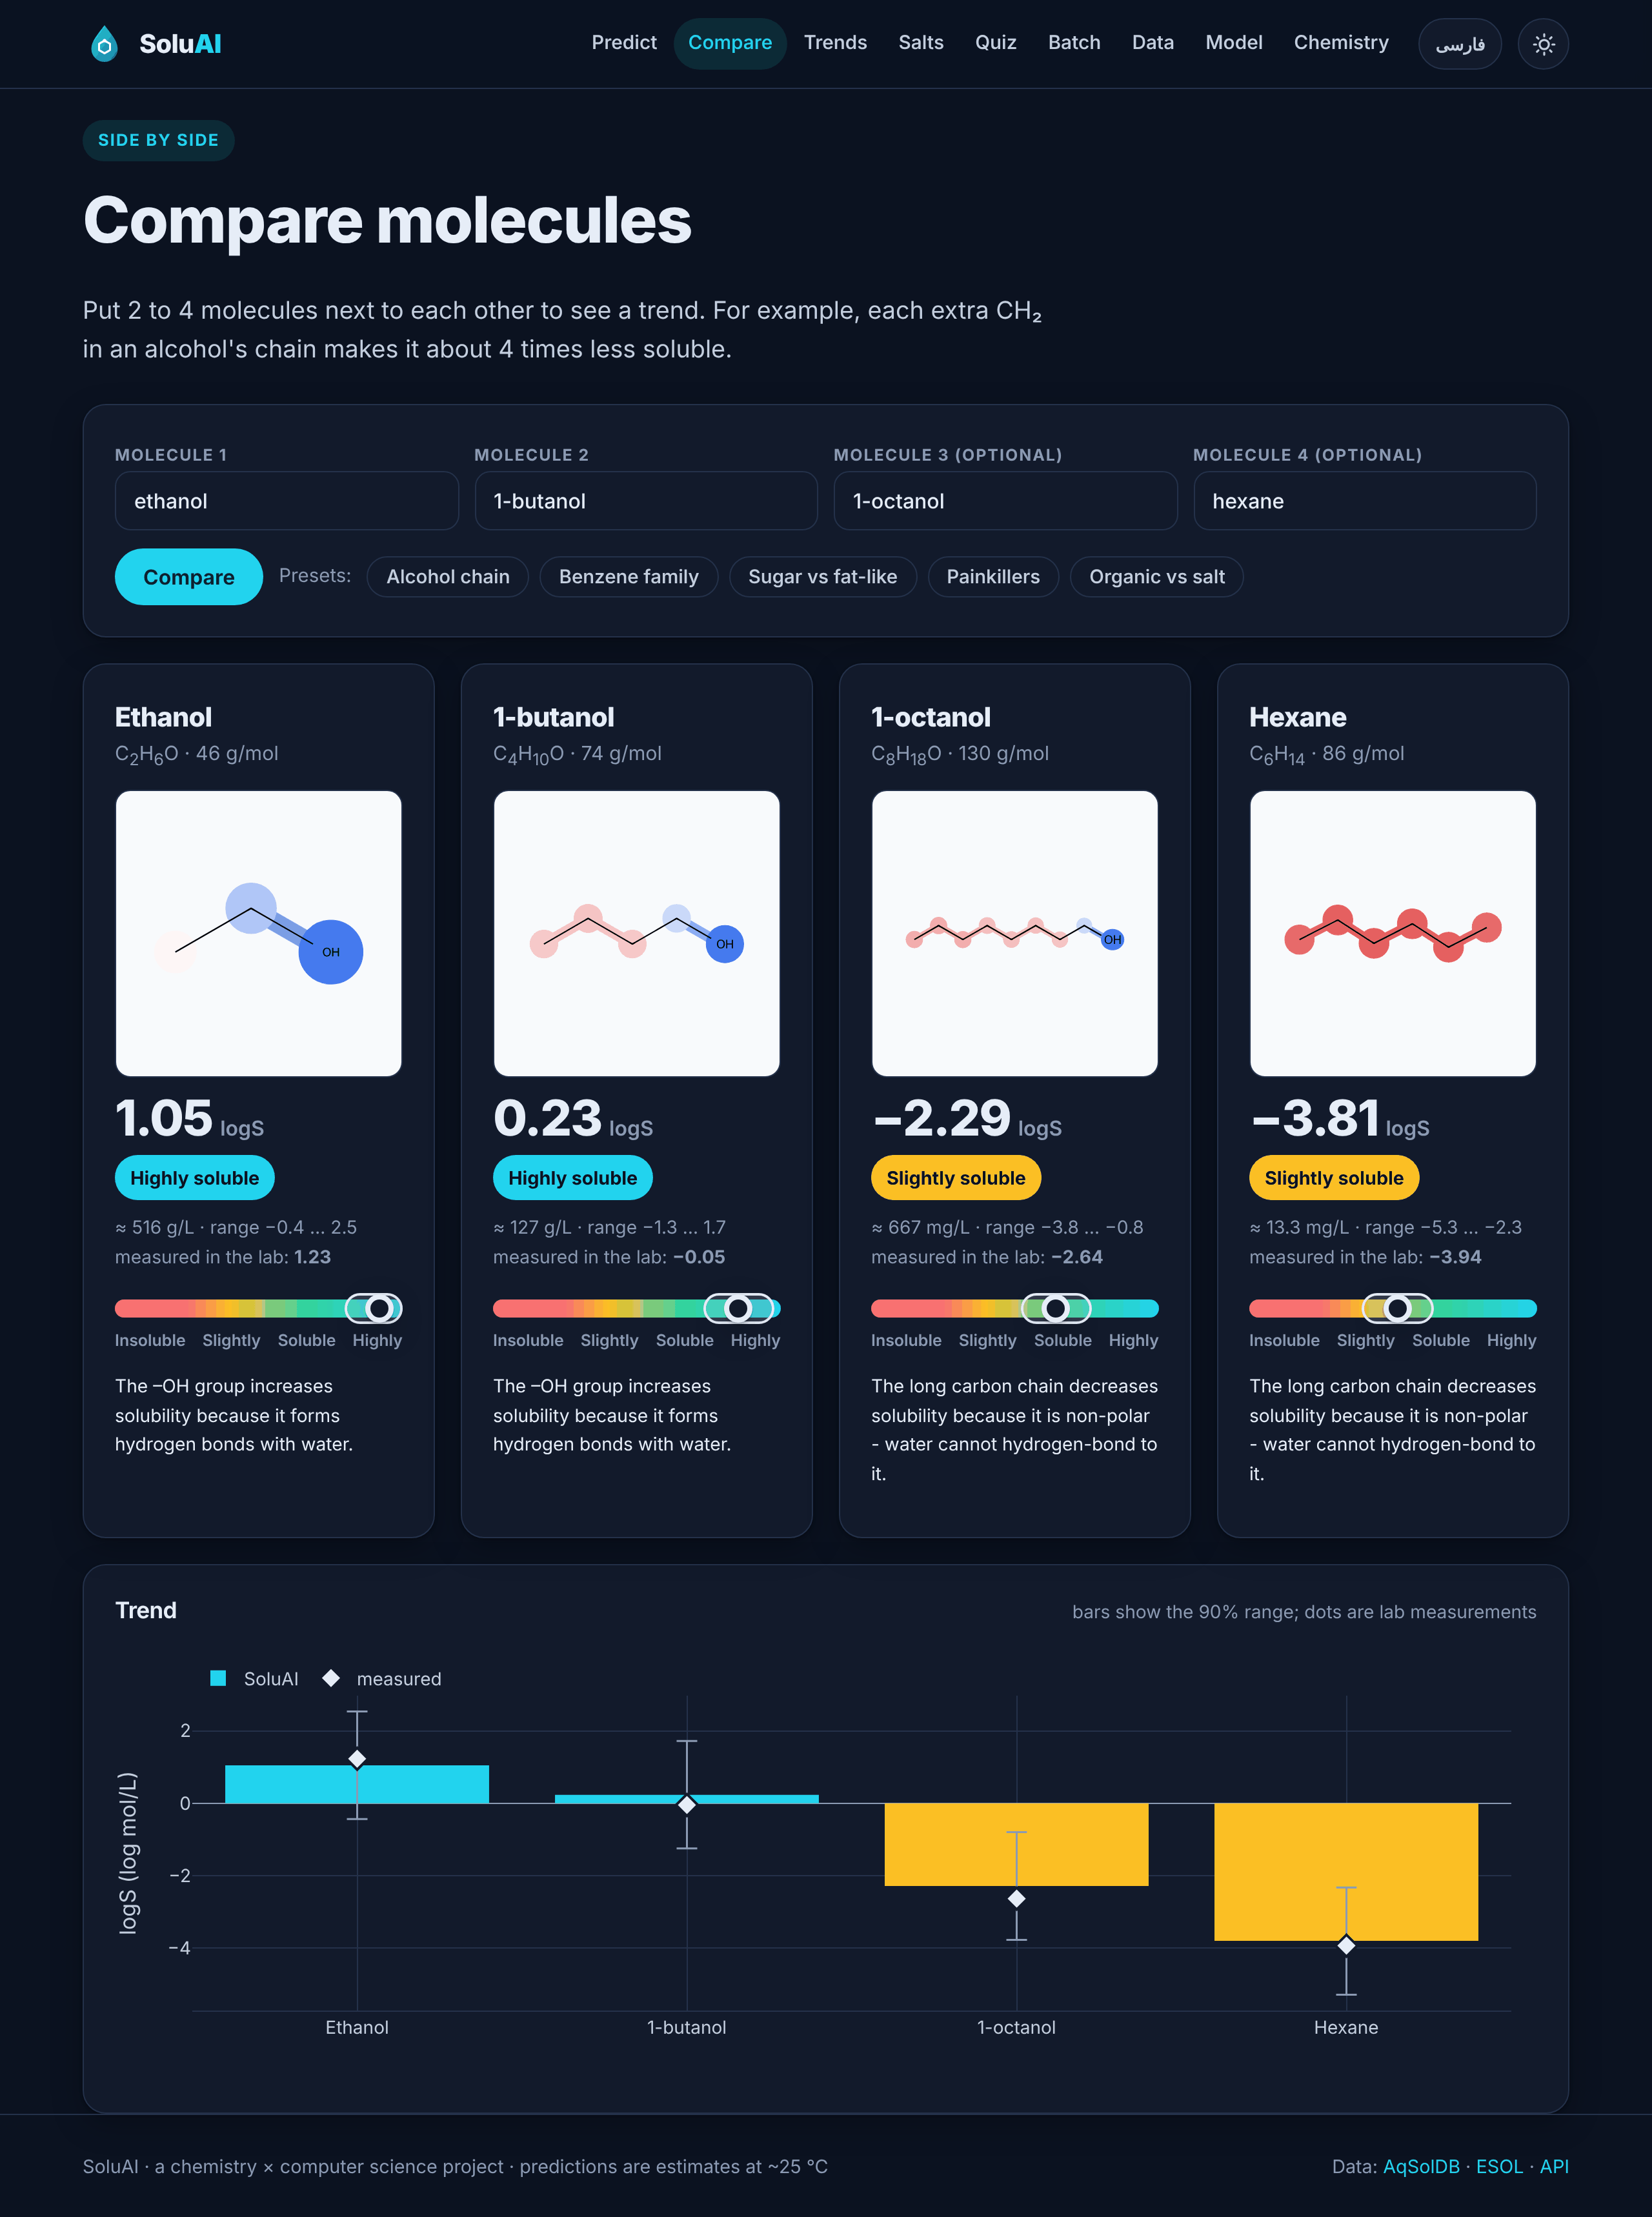 SoluAI
Predict Compare Trends Salts Quiz Batch Data Model Chemistry فارسی
SIDE BY SIDE
Compare molecules
Put 2 to 4 molecules next to each other to see a trend. For example, each extra CH₂
in an alcohol's chain makes it about 4 times less soluble.
MOLECULE 1 MOLECULE 2 MOLECULE 3 (OPTIONAL) MOLECULE 4 (OPTIONAL)
ethanol 1-butanol 1-octanol hexane
Compare Presets: Alcohol chain Benzene family Sugar vs fat-like Painkillers Organic vs salt
Ethanol
C₂H₆O · 46 g/mol
OH
1.05 logS
Highly soluble
≈ 516 g/L · range −0.4 … 2.5
measured in the lab: 1.23
Insoluble Slightly Soluble Highly
The –OH group increases
solubility because it forms
hydrogen bonds with water.
1-butanol
C₄H₁₀O · 74 g/mol
OH
0.23 logS
Highly soluble
≈ 127 g/L · range −1.3 … 1.7
measured in the lab: −0.05
Insoluble Slightly Soluble Highly
The –OH group increases
solubility because it forms
hydrogen bonds with water.
1-octanol
C₈H₁₈O · 130 g/mol
OH
−2.29 logS
Slightly soluble
≈ 667 mg/L · range −3.8 … −0.8
measured in the lab: −2.64
Insoluble Slightly Soluble Highly
The long carbon chain decreases
solubility because it is non-polar
- water cannot hydrogen-bond to
it.
Hexane
C₆H₁₄ · 86 g/mol
−3.81 logS
Slightly soluble
≈ 13.3 mg/L · range −5.3 … −2.3
measured in the lab: −3.94
Insoluble Slightly Soluble Highly
The long carbon chain decreases
solubility because it is non-polar
- water cannot hydrogen-bond to
it.
Trend
bars show the 90% range; dots are lab measurements
SoluAI measured
logS (log mol/L)
2
0
−2
−4
Ethanol 1-butanol 1-octanol Hexane
SoluAI · a chemistry × computer science project · predictions are estimates at ~25 °C
Data: AqSolDB · ESOL · API